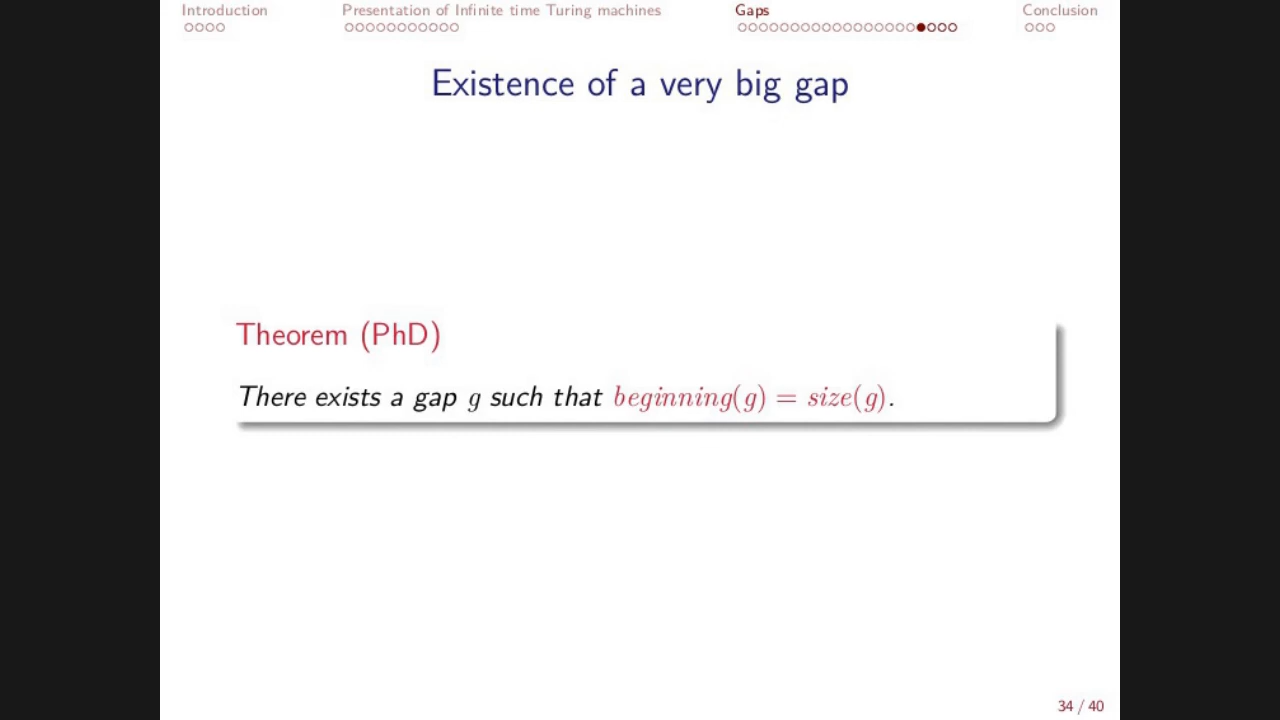 Introduction Presentation of Infinite time Turing machines Gaps Conclusion
Existence of a very big gap
Theorem (PhD)
There exists a gap g such that beginning(g) = size(g).
34 / 40